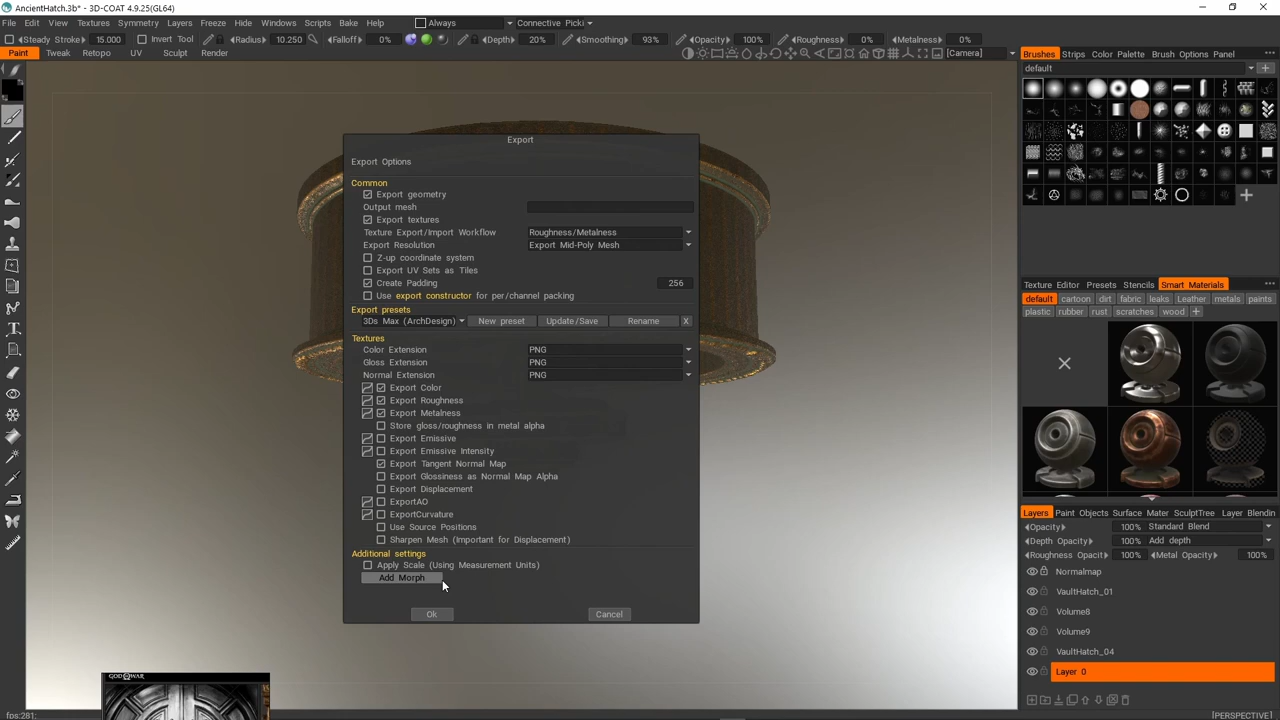 AncientHatch.3b* - 3D-COAT 4.9.25(GL64)
File Edit View Textures Symmetry Layers Freeze Hide Windows Scripts Bake Help Always Connective Picki
Steady Stroke 15.000 Invert Tool Radius 10.250 Falloff 0% Depth 20% Smoothing 93% Opacity 100% Roughness 0% Metalness 0%
Paint Tweak Retopo UV Sculpt Render [Camera]
Brushes Strips Color Palette Brush Options Panel
default
Export
Export Options
Common
Export geometry
Output mesh
Export textures
Texture Export/Import Workflow Roughness/Metalness
Export Resolution Export Mid-Poly Mesh
Z-up coordinate system
Export UV Sets as Tiles
Create Padding 256
Use export constructor for per/channel packing
Export presets
3Ds Max (ArchDesign) New preset Update/Save Rename X
Textures
Color Extension PNG
Gloss Extension PNG
Normal Extension PNG
Export Color
Export Roughness
Export Metalness
Store gloss/roughness in metal alpha
Export Emissive
Export Emissive Intensity
Export Tangent Normal Map
Export Glossiness as Normal Map Alpha
Export Displacement
ExportAO
ExportCurvature
Use Source Positions
Sharpen Mesh (Important for Displacement)
Additional settings
Apply Scale (Using Measurement Units)
Add Morph
Ok Cancel
Texture Editor Presets Stencils Smart Materials
default cartoon dirt fabric leaks Leather metals paints
plastic rubber rust scratches wood
Layers Paint Objects Surface Mater SculptTree Layer Blendin
Opacity 100% Standard Blend
Depth Opacity 100% Add depth
Roughness Opacit 100% Metal Opacity 100%
Normalmap
VaultHatch_01
Volume8
Volume9
VaultHatch_04
Layer 0
GOD WAR
fps:281;
[PERSPECTIVE]